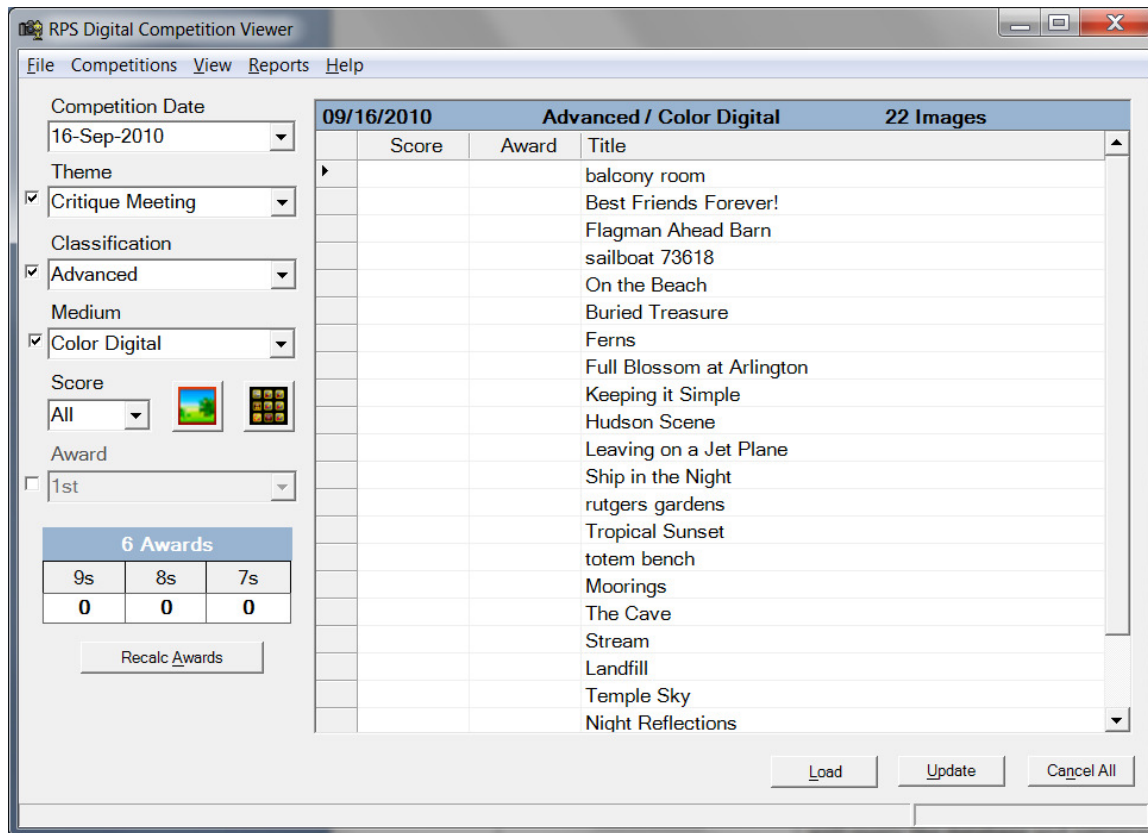 RPS Digital Competition Viewer
File Competitions View Reports Help
Competition Date
16-Sep-2010
Theme
Critique Meeting
Classification
Advanced
Medium
Color Digital
Score
All
Award
1st
6 Awards
9s 8s 7s
0 0 0
Recalc Awards
09/16/2010 Advanced / Color Digital 22 Images
Score Award Title
balcony room
Best Friends Forever!
Flagman Ahead Barn
sailboat 73618
On the Beach
Buried Treasure
Ferns
Full Blossom at Arlington
Keeping it Simple
Hudson Scene
Leaving on a Jet Plane
Ship in the Night
rutgers gardens
Tropical Sunset
totem bench
Moorings
The Cave
Stream
Landfill
Temple Sky
Night Reflections
Load Update Cancel All